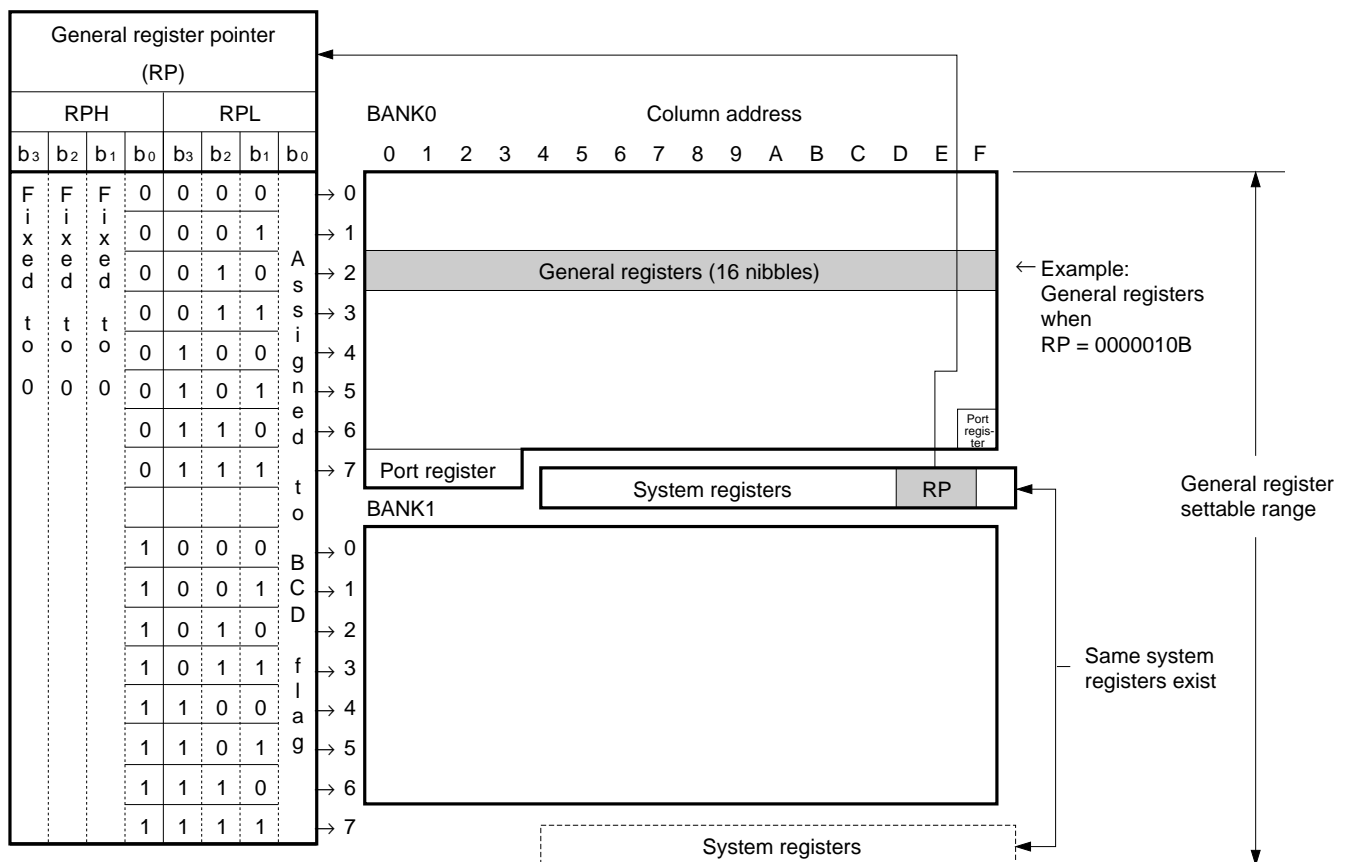 General register pointer
(RP)
RPH RPL
b3 b2 b1 b0 b3 b2 b1 b0
Fixed to 0
Fixed to 0
Fixed to 0
Assigned to BCD flag
BANK0
Column address
0 1 2 3 4 5 6 7 8 9 A B C D E F
0 0 0 0 → 0
0 0 0 1 → 1
0 0 1 0 → 2
General registers (16 nibbles)
← Example:
General registers
when
RP = 0000010B
0 0 1 1 → 3
0 1 0 0 → 4
0 1 0 1 → 5
0 1 1 0 → 6
Port
regis-
ter
0 1 1 1 → 7
Port register
System registers
RP
General register
settable range
BANK1
1 0 0 0 → 0
1 0 0 1 → 1
1 0 1 0 → 2
1 0 1 1 → 3
Same system
registers exist
1 1 0 0 → 4
1 1 0 1 → 5
1 1 1 0 → 6
1 1 1 1 → 7
System registers